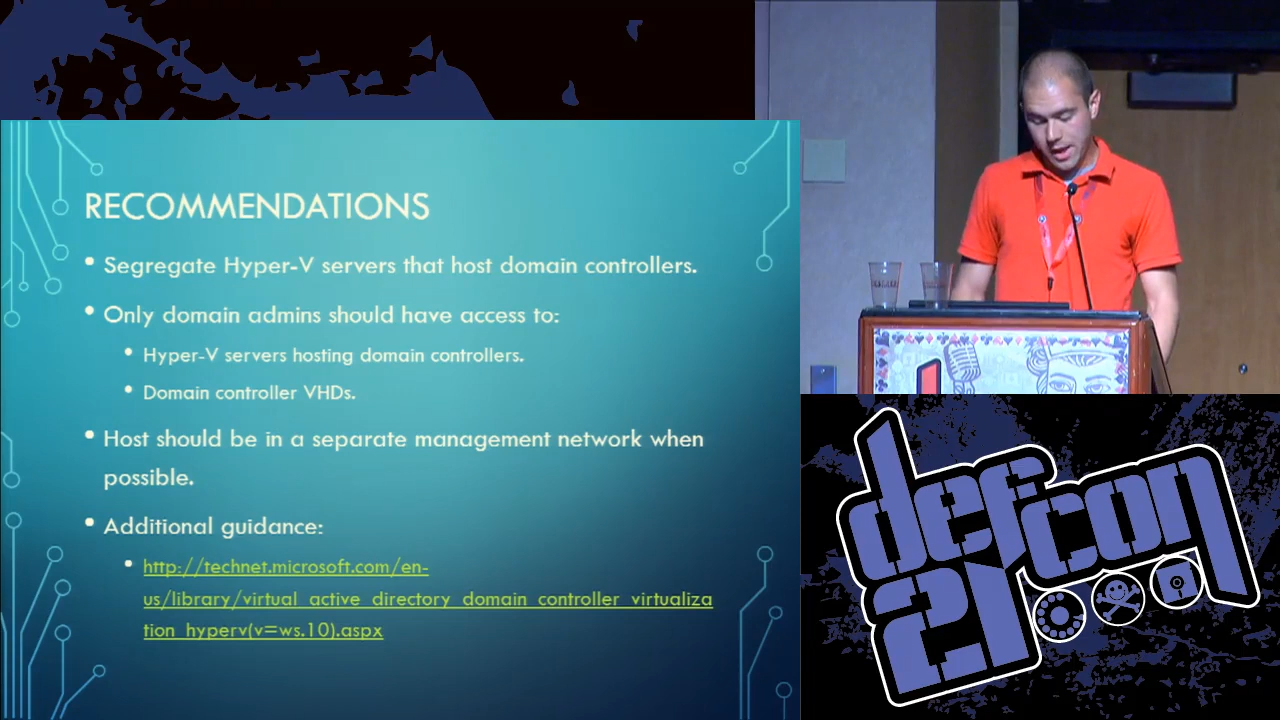 RECOMMENDATIONS
• Segregate Hyper-V servers that host domain controllers.
• Only domain admins should have access to:
• Hyper-V servers hosting domain controllers.
• Domain controller VHDs.
• Host should be in a separate management network when
possible.
• Additional guidance:
• http://technet.microsoft.com/en-
us/library/virtual_active_directory_domain_controller_virtualiza
tion_hyperv(v=ws.10).aspx
defcon
21